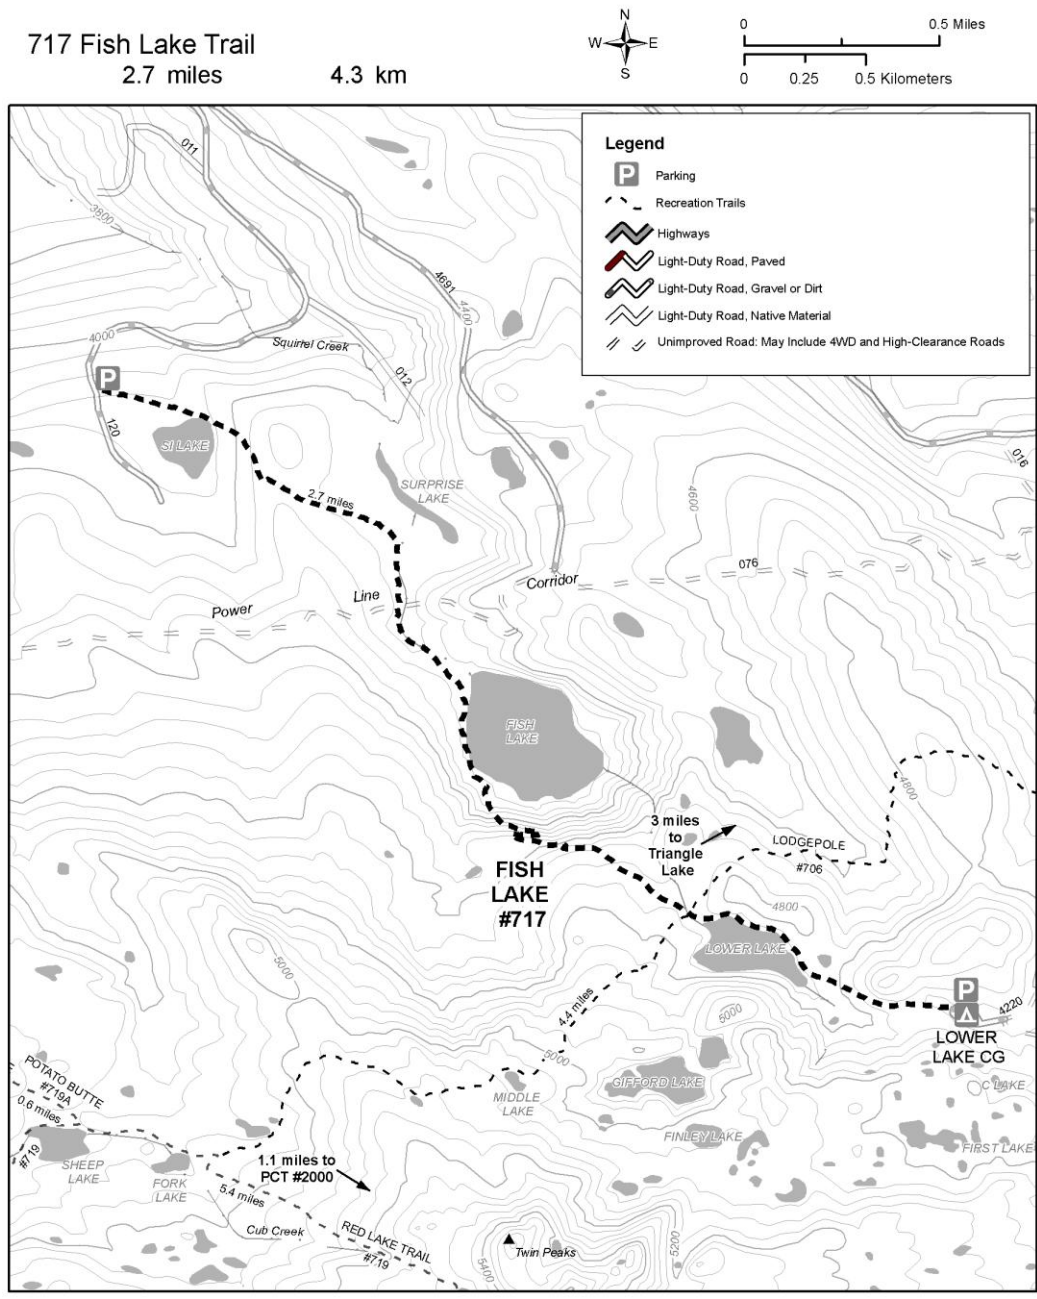 717 Fish Lake Trail
2.7 miles 4.3 km
N
W E
S
0 0.5 Miles
0 0.25 0.5 Kilometers
Legend
P Parking
Recreation Trails
Highways
Light-Duty Road, Paved
Light-Duty Road, Gravel or Dirt
Light-Duty Road, Native Material
Unimproved Road: May Include 4WD and High-Clearance Roads
011
3800
4691
4400
4000
Squirrel Creek
012
P
120
SI LAKE
016
SURPRISE
LAKE
2.7 miles
4600
076
Corridor
Line
Power
FISH
LAKE
4800
3 miles
to
Triangle
Lake
LODGEPOLE
#706
FISH
LAKE
#717
4800
LOWER LAKE
5000
4.4 miles
P
4220
LOWER
LAKE CG
5000
5000
GIFFORD LAKE
MIDDLE
LAKE
C LAKE
E
POTATO BUTTE
#719A
0.6 miles
#719
FINLEY LAKE
FIRST LAKE
SHEEP
LAKE
FORK
LAKE
1.1 miles to
PCT #2000
5.4 miles
Cub Creek
RED LAKE TRAIL
#719
Twin Peaks
5200
5400